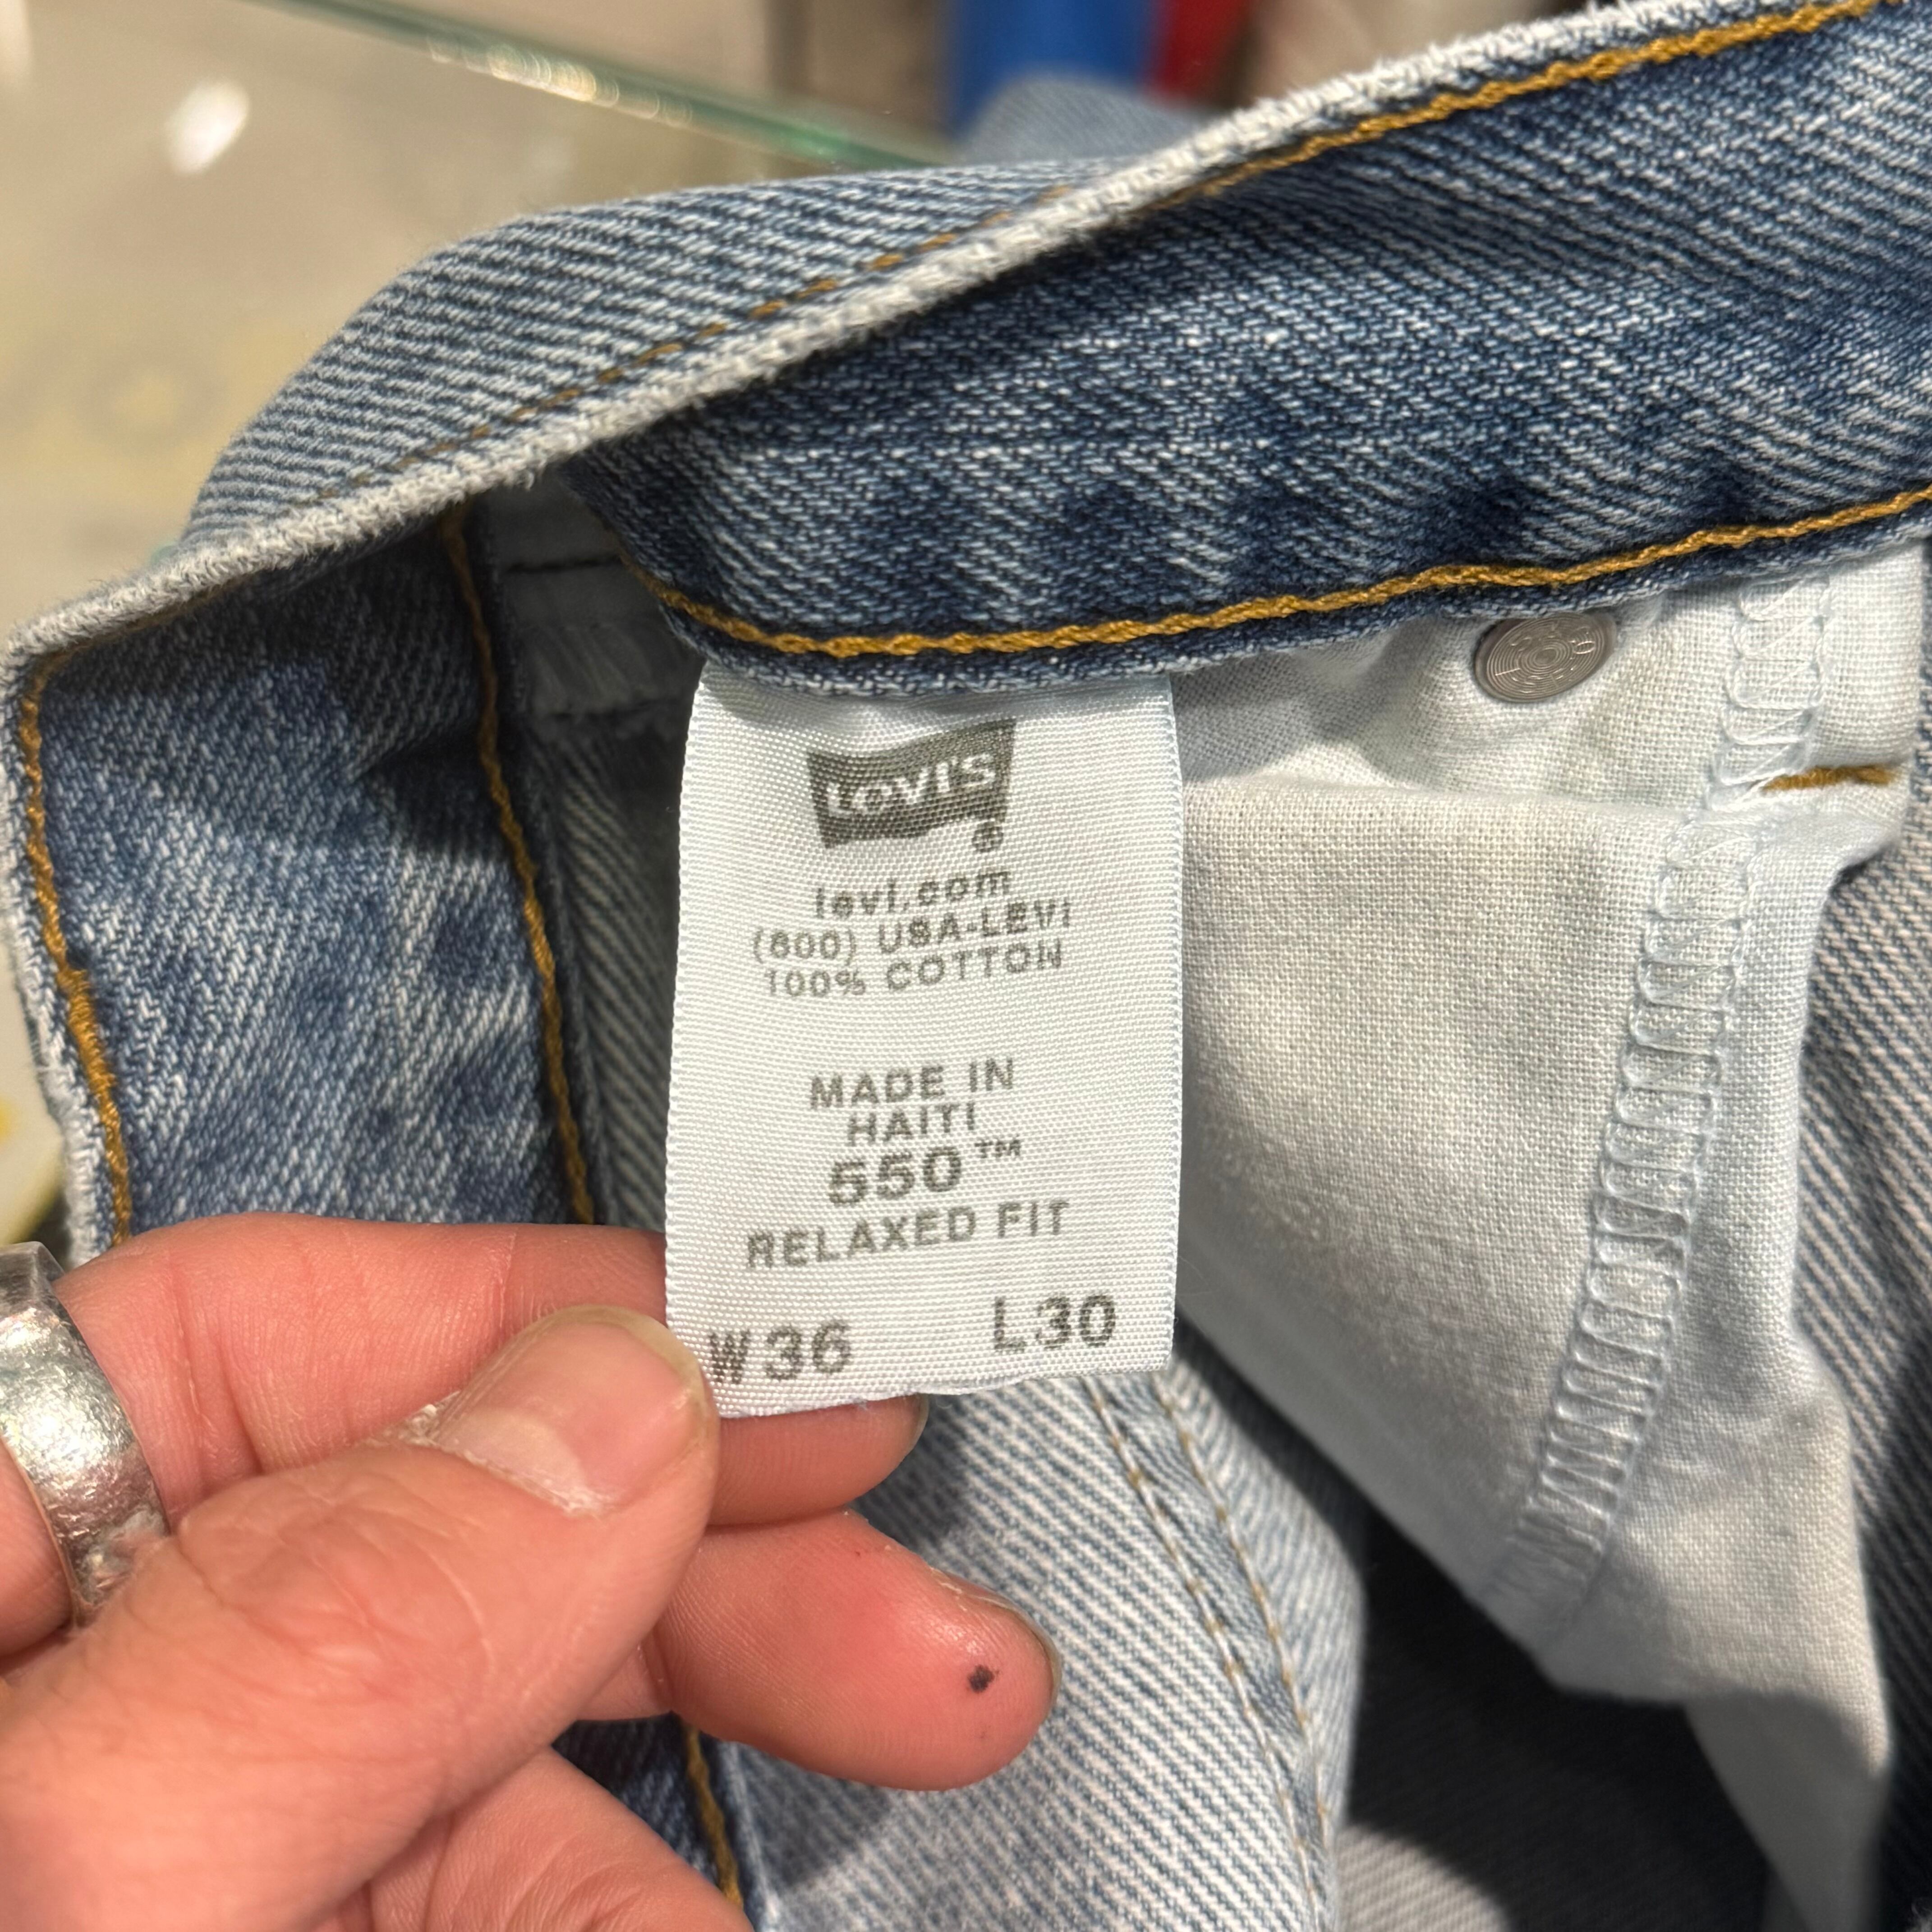 LEVI'S
®
levi.com
(800) USA-LEVI
100% COTTON
MADE IN
HAITI
550™
RELAXED FIT
W36 L30